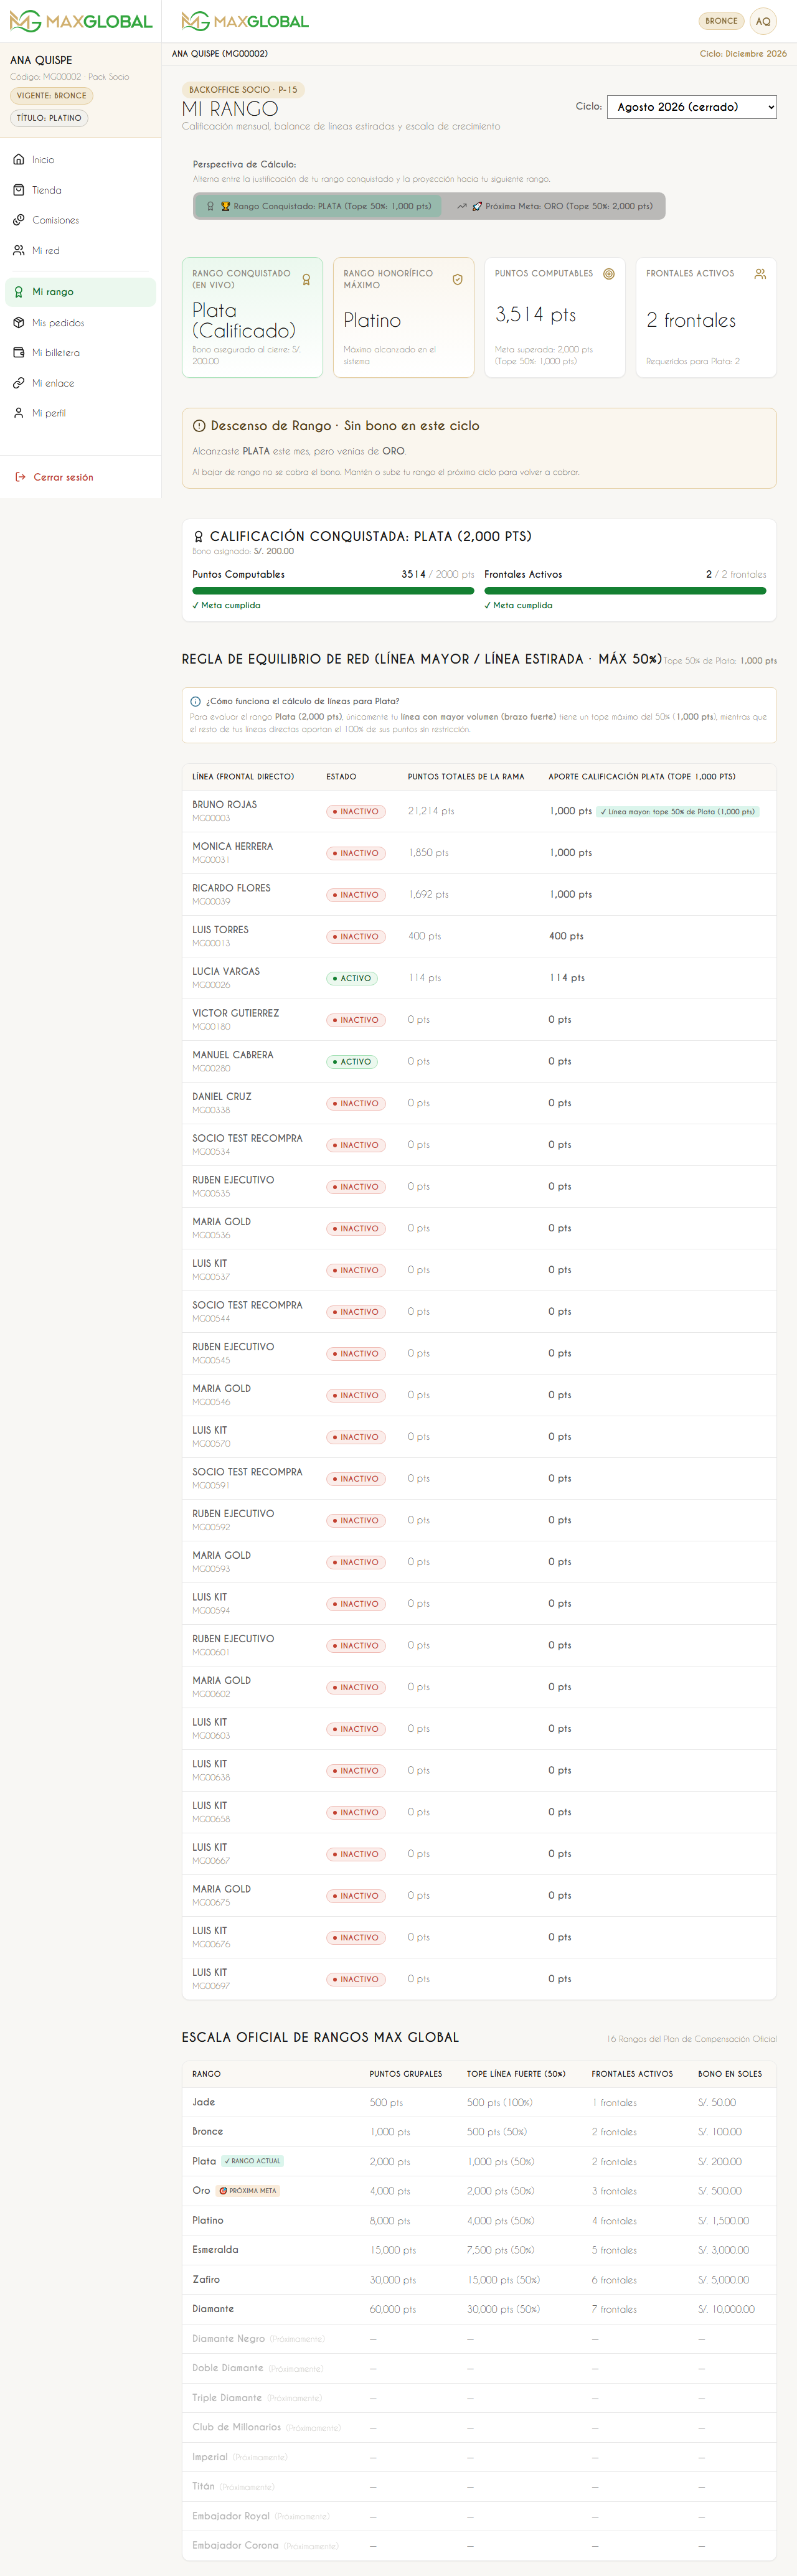 MAXGLOBAL
MAXGLOBAL
BRONCE
AQ
ANA QUISPE
Código: MG00002 · Pack Socio
VIGENTE: BRONCE
TÍTULO: PLATINO
Inicio
Tienda
Comisiones
Mi red
Mi rango
Mis pedidos
Mi billetera
Mi enlace
Mi perfil
Cerrar sesión
ANA QUISPE (MG00002)
Ciclo: Diciembre 2026
BACKOFFICE SOCIO · P-15
MI RANGO
Calificación mensual, balance de líneas estiradas y escala de crecimiento
Ciclo:
Agosto 2026 (cerrado)
Perspectiva de Cálculo:
Alterna entre la justificación de tu rango conquistado y la proyección hacia tu siguiente rango.
🏆 Rango Conquistado: PLATA (Tope 50%: 1,000 pts)
🚀 Próxima Meta: ORO (Tope 50%: 2,000 pts)
RANGO CONQUISTADO
(EN VIVO)
Plata
(Calificado)
Bono asegurado al cierre: S/.
200.00
RANGO HONORÍFICO
MÁXIMO
Platino
Máximo alcanzado en el
sistema
PUNTOS COMPUTABLES
3,514 pts
Meta superada: 2,000 pts
(Tope 50%: 1,000 pts)
FRONTALES ACTIVOS
2 frontales
Requeridos para Plata: 2
Descenso de Rango · Sin bono en este ciclo
Alcanzaste PLATA este mes, pero venías de ORO.
Al bajar de rango no se cobra el bono. Mantén o sube tu rango el próximo ciclo para volver a cobrar.
CALIFICACIÓN CONQUISTADA: PLATA (2,000 PTS)
Bono asignado: S/. 200.00
Puntos Computables
3514 / 2000 pts
✓ Meta cumplida
Frontales Activos
2 / 2 frontales
✓ Meta cumplida
REGLA DE EQUILIBRIO DE RED (LÍNEA MAYOR / LÍNEA ESTIRADA · MÁX 50%)
Tope 50% de Plata: 1,000 pts
¿Cómo funciona el cálculo de líneas para Plata?
Para evaluar el rango Plata (2,000 pts), únicamente tu línea con mayor volumen (brazo fuerte) tiene un tope máximo del 50% (1,000 pts), mientras que
el resto de tus líneas directas aportan el 100% de sus puntos sin restricción.
LÍNEA (FRONTAL DIRECTO) ESTADO PUNTOS TOTALES DE LA RAMA APORTE CALIFICACIÓN PLATA (TOPE 1,000 PTS)
BRUNO ROJAS
MG00003
INACTIVO
21,214 pts
1,000 pts ✓ Línea mayor: tope 50% de Plata (1,000 pts)
MONICA HERRERA
MG00031
INACTIVO
1,850 pts
1,000 pts
RICARDO FLORES
MG00039
INACTIVO
1,692 pts
1,000 pts
LUIS TORRES
MG00013
INACTIVO
400 pts
400 pts
LUCIA VARGAS
MG00026
ACTIVO
114 pts
114 pts
VICTOR GUTIERREZ
MG00180
INACTIVO
0 pts
0 pts
MANUEL CABRERA
MG00280
ACTIVO
0 pts
0 pts
DANIEL CRUZ
MG00338
INACTIVO
0 pts
0 pts
SOCIO TEST RECOMPRA
MG00534
INACTIVO
0 pts
0 pts
RUBEN EJECUTIVO
MG00535
INACTIVO
0 pts
0 pts
MARIA GOLD
MG00536
INACTIVO
0 pts
0 pts
LUIS KIT
MG00537
INACTIVO
0 pts
0 pts
SOCIO TEST RECOMPRA
MG00544
INACTIVO
0 pts
0 pts
RUBEN EJECUTIVO
MG00545
INACTIVO
0 pts
0 pts
MARIA GOLD
MG00546
INACTIVO
0 pts
0 pts
LUIS KIT
MG00570
INACTIVO
0 pts
0 pts
SOCIO TEST RECOMPRA
MG00591
INACTIVO
0 pts
0 pts
RUBEN EJECUTIVO
MG00592
INACTIVO
0 pts
0 pts
MARIA GOLD
MG00593
INACTIVO
0 pts
0 pts
LUIS KIT
MG00594
INACTIVO
0 pts
0 pts
RUBEN EJECUTIVO
MG00601
INACTIVO
0 pts
0 pts
MARIA GOLD
MG00602
INACTIVO
0 pts
0 pts
LUIS KIT
MG00603
INACTIVO
0 pts
0 pts
LUIS KIT
MG00638
INACTIVO
0 pts
0 pts
LUIS KIT
MG00658
INACTIVO
0 pts
0 pts
LUIS KIT
MG00667
INACTIVO
0 pts
0 pts
MARIA GOLD
MG00675
INACTIVO
0 pts
0 pts
LUIS KIT
MG00676
INACTIVO
0 pts
0 pts
LUIS KIT
MG00697
INACTIVO
0 pts
0 pts
ESCALA OFICIAL DE RANGOS MAX GLOBAL
16 Rangos del Plan de Compensación Oficial
RANGO PUNTOS GRUPALES TOPE LÍNEA FUERTE (50%) FRONTALES ACTIVOS BONO EN SOLES
Jade 500 pts 500 pts (100%) 1 frontales S/. 50.00
Bronce 1,000 pts 500 pts (50%) 2 frontales S/. 100.00
Plata ✓ RANGO ACTUAL 2,000 pts 1,000 pts (50%) 2 frontales S/. 200.00
Oro 🎯 PRÓXIMA META 4,000 pts 2,000 pts (50%) 3 frontales S/. 500.00
Platino 8,000 pts 4,000 pts (50%) 4 frontales S/. 1,500.00
Esmeralda 15,000 pts 7,500 pts (50%) 5 frontales S/. 3,000.00
Zafiro 30,000 pts 15,000 pts (50%) 6 frontales S/. 5,000.00
Diamante 60,000 pts 30,000 pts (50%) 7 frontales S/. 10,000.00
Diamante Negro (Próximamente) — — — —
Doble Diamante (Próximamente) — — — —
Triple Diamante (Próximamente) — — — —
Club de Millonarios (Próximamente) — — — —
Imperial (Próximamente) — — — —
Titán (Próximamente) — — — —
Embajador Royal (Próximamente) — — — —
Embajador Corona (Próximamente) — — — —